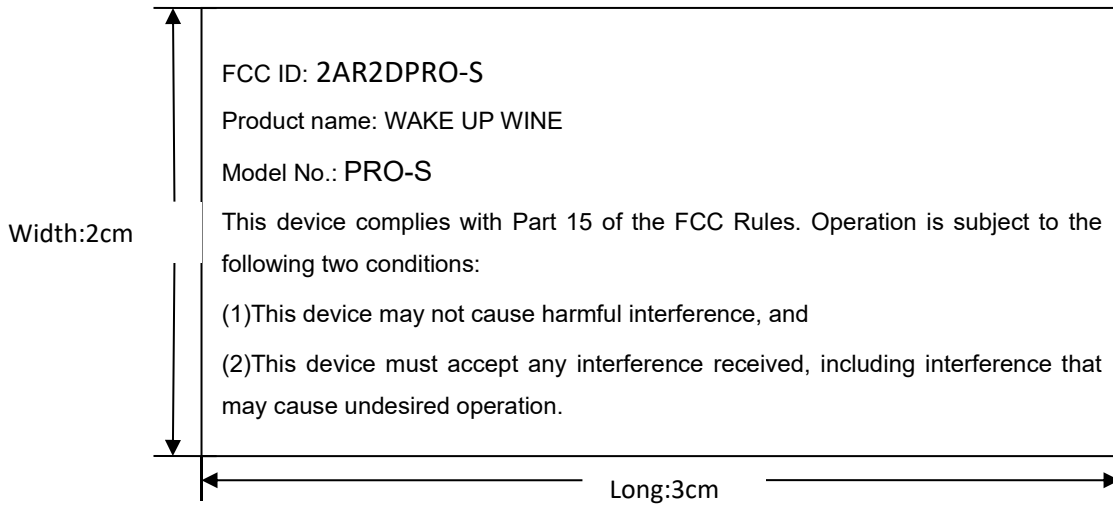 FCC ID: 2AR2DPRO-S
Product name: WAKE UP WINE
Model No.: PRO-S
This device complies with Part 15 of the FCC Rules. Operation is subject to the
following two conditions:
(1)This device may not cause harmful interference, and
(2)This device must accept any interference received, including interference that
may cause undesired operation.
Width:2cm
Long:3cm